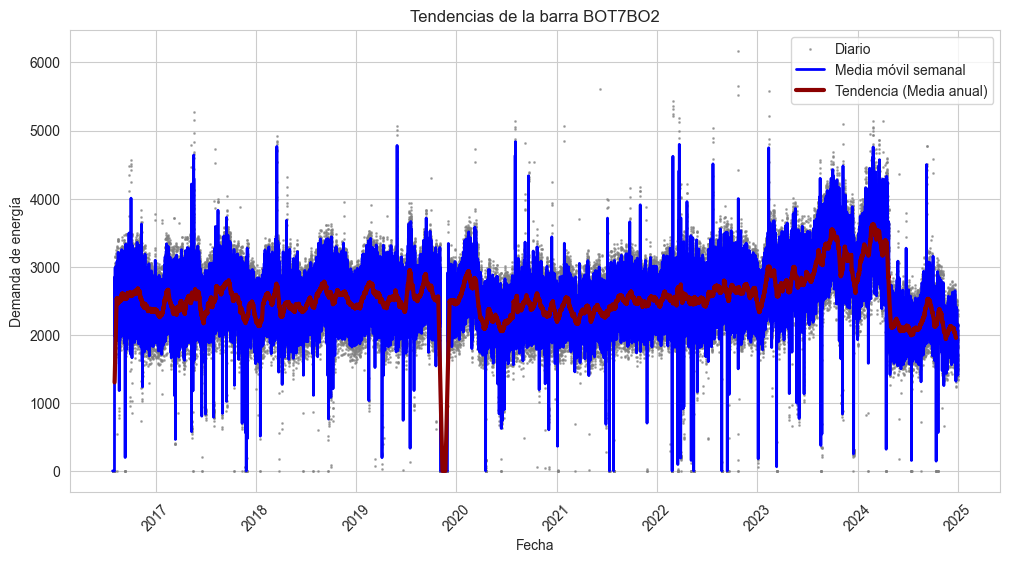 Tendencias de la barra BOT7BO2
Diario
Media móvil semanal
Tendencia (Media anual)
Demanda de energía
6000
5000
4000
3000
2000
1000
0
2017
2018
2019
2020
2021
2022
2023
2024
2025
Fecha